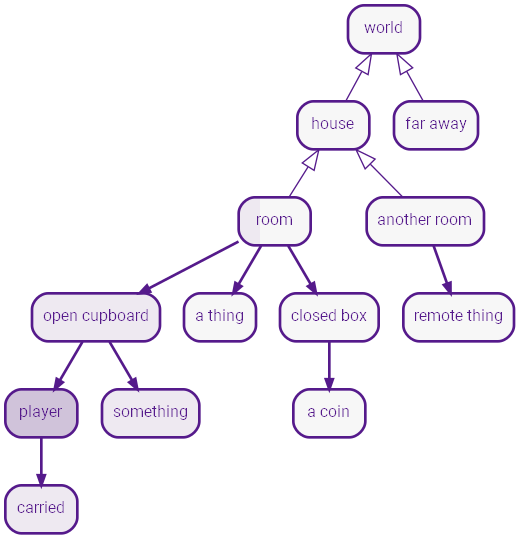 world
house
far away
room
another room
open cupboard
a thing
closed box
remote thing
player
something
a coin
carried